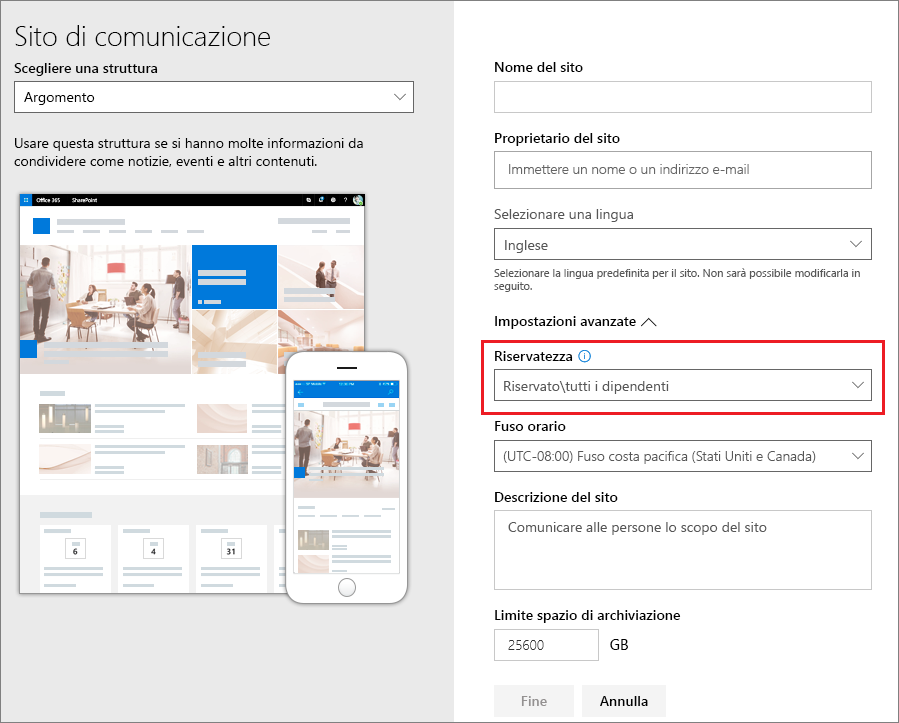 Sito di comunicazione
Scegliere una struttura
Argomento
Usare questa struttura se si hanno molte informazioni da
condividere come notizie, eventi e altri contenuti.
Office 365 SharePoint
?
6
4
31
Nome del sito
Proprietario del sito
Immettere un nome o un indirizzo e-mail
Selezionare una lingua
Inglese
Selezionare la lingua predefinita per il sito. Non sarà possibile modificarla in
seguito.
Impostazioni avanzate
Riservatezza
Riservato\tutti i dipendenti
Fuso orario
(UTC-08:00) Fuso costa pacifica (Stati Uniti e Canada)
Descrizione del sito
Comunicare alle persone lo scopo del sito
Limite spazio di archiviazione
25600 GB
Fine Annulla